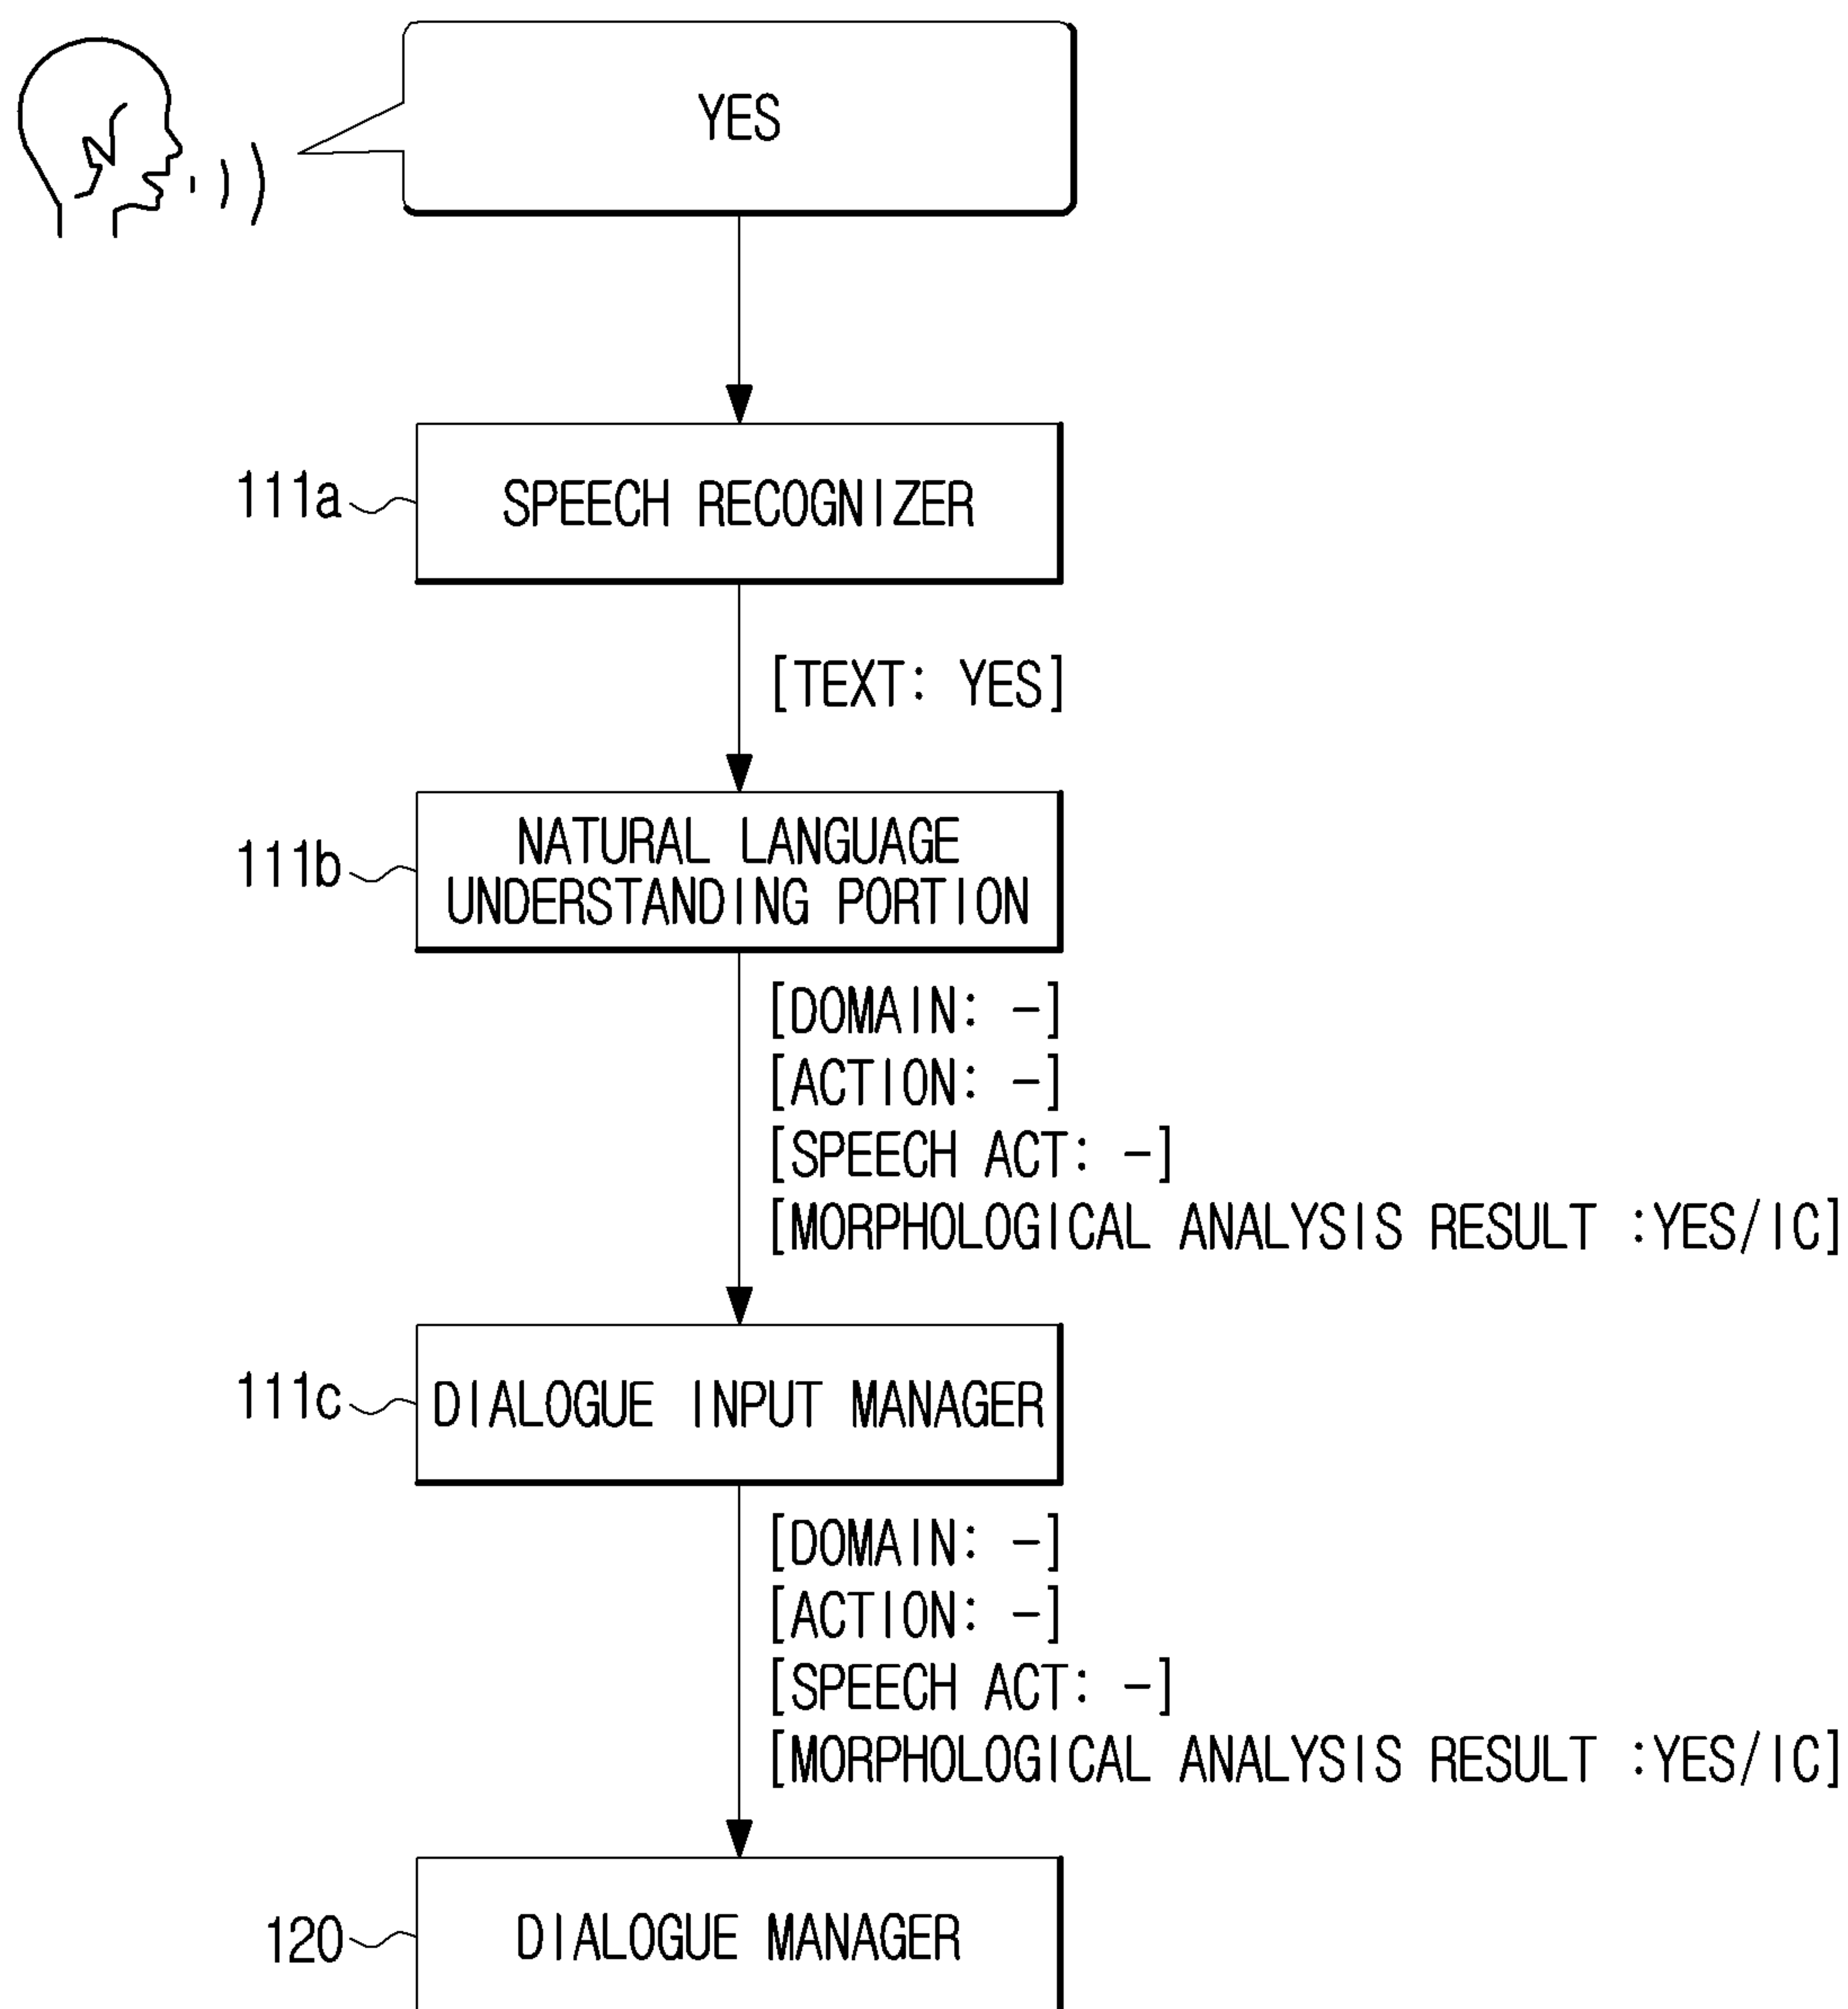 YES
111a
SPEECH RECOGNIZER
[TEXT: YES]
111b
NATURAL LANGUAGE
UNDERSTANDING PORTION
[DOMAIN: -]
[ACTION: -]
[SPEECH ACT: -]
[MORPHOLOGICAL ANALYSIS RESULT :YES/IC]
111c
DIALOGUE INPUT MANAGER
[DOMAIN: -]
[ACTION: -]
[SPEECH ACT: -]
[MORPHOLOGICAL ANALYSIS RESULT :YES/IC]
120
DIALOGUE MANAGER